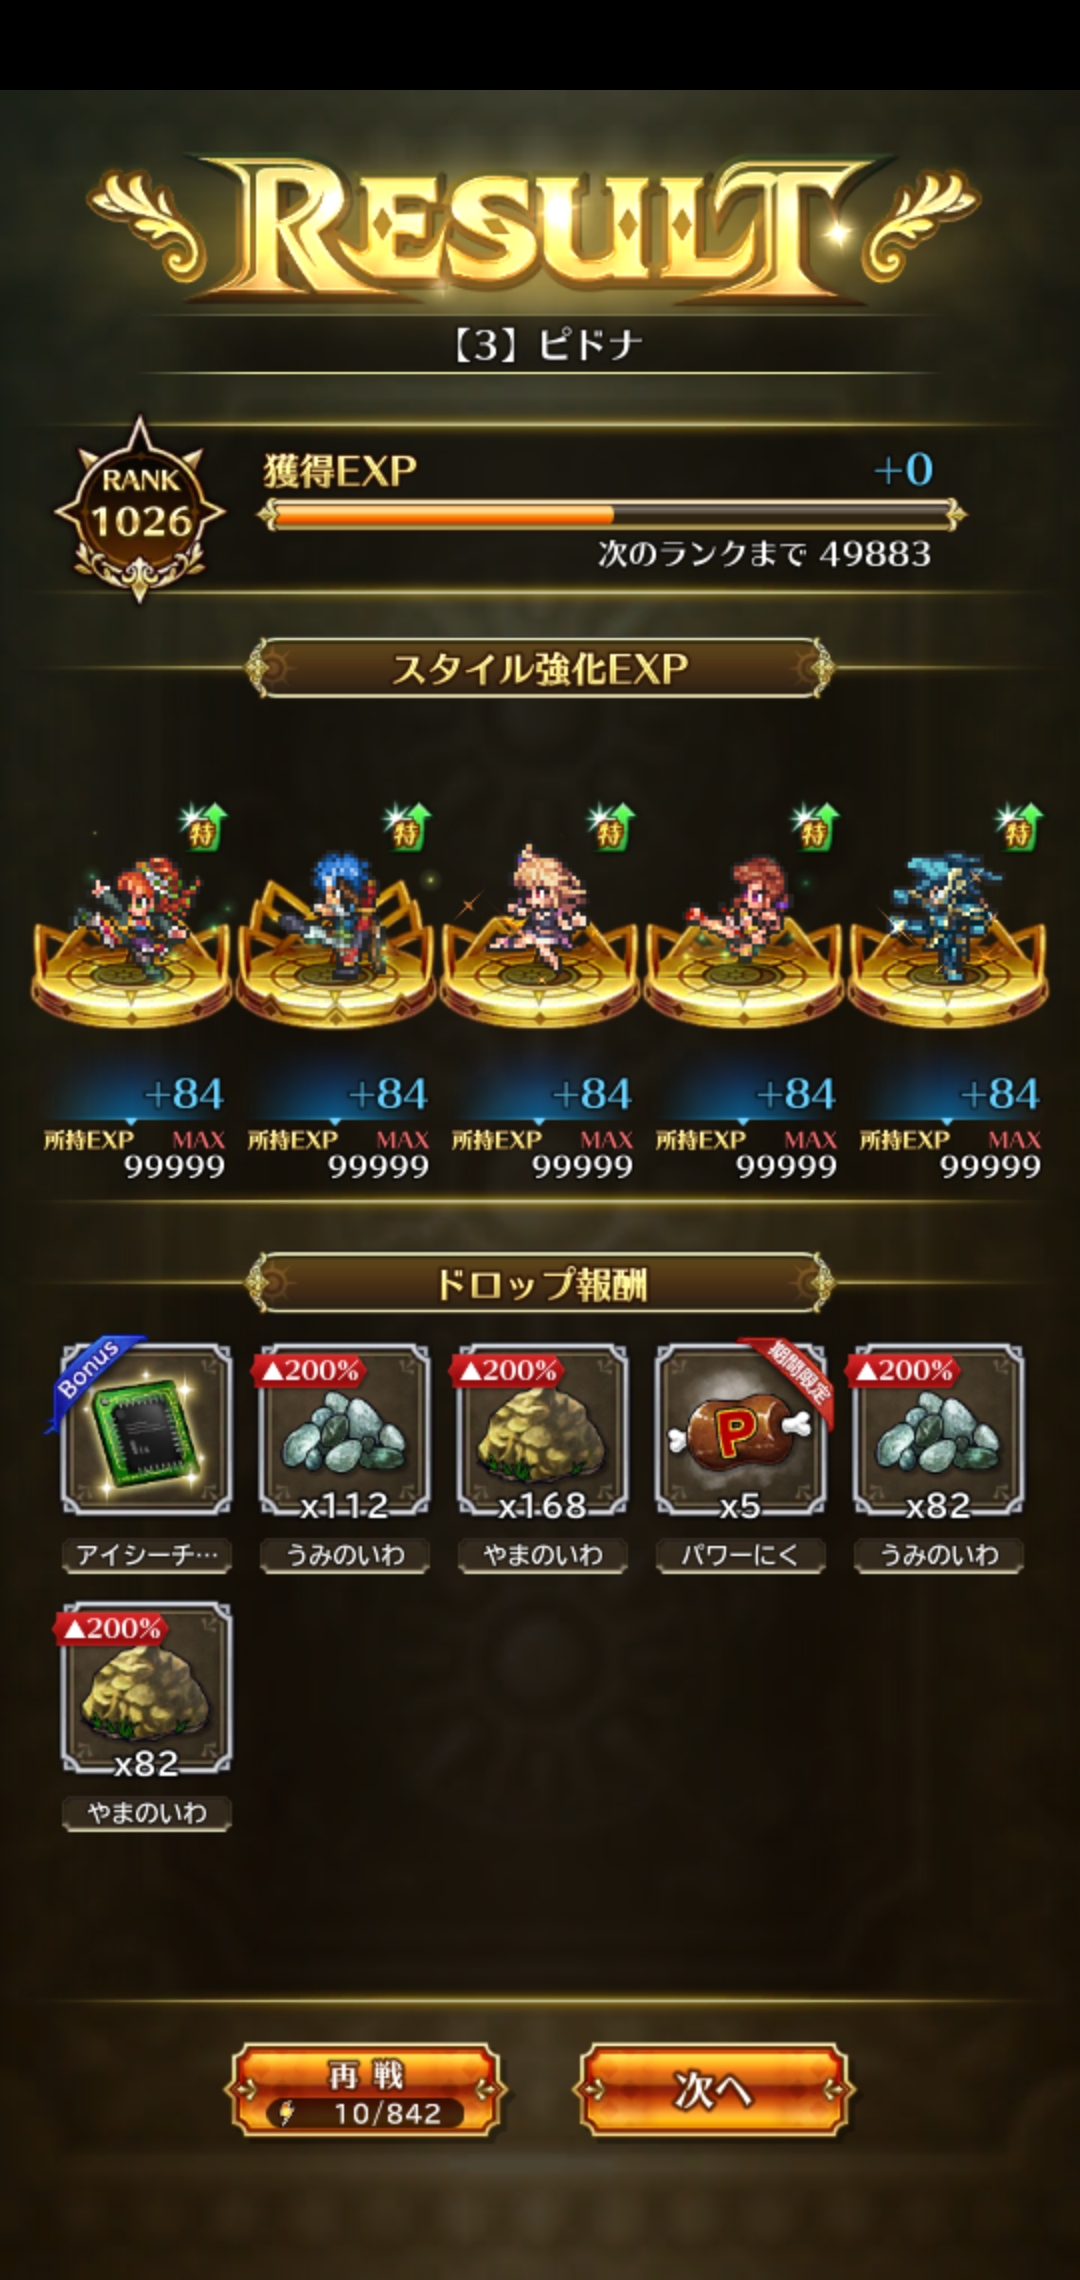 RESULT
【3】ピドナ
RANK
1026
獲得EXP +0
次のランクまで 49883
スタイル強化EXP
特 特 特 特 特
+84 +84 +84 +84 +84
所持EXP MAX 所持EXP MAX 所持EXP MAX 所持EXP MAX 所持EXP MAX
99999 99999 99999 99999 99999
ドロップ報酬
Bonus ▲200% ▲200% 期間限定 ▲200%
P
x112 x168 x5 x82
アイシーチ… うみのいわ やまのいわ パワーにく うみのいわ
▲200%
x82
やまのいわ
再戦 次へ
10/842